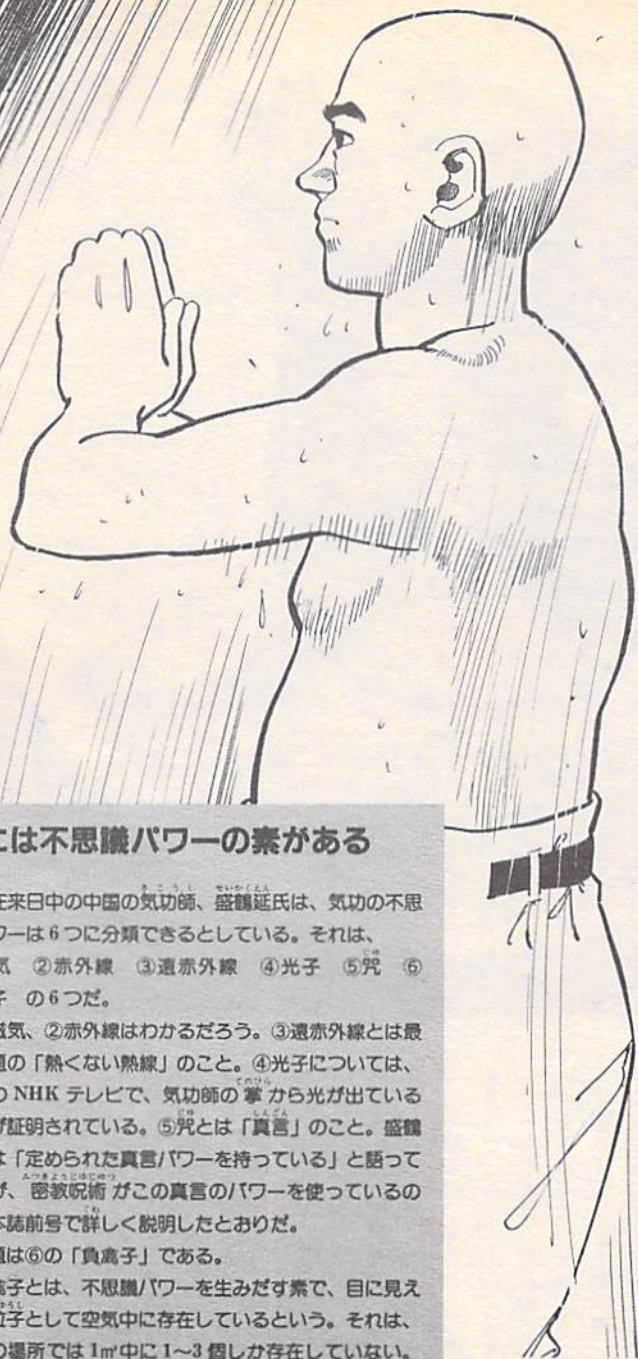 には不思議パワーの素がある
在来日中の中国の気功師、盛鶴延氏は、気功の不思
ワーは6つに分類できるとしている。それは、
気 ②赤外線 ③遠赤外線 ④光子 ⑤咒 ⑥
子 の6つだ。
磁気、②赤外線はわかるだろう。③遠赤外線とは最
題の「熱くない熱線」のこと。④光子については、
のNHKテレビで、気功師の掌から光が出ている
が証明されている。⑤咒とは「真言」のこと。盛鶴
は「定められた真言パワーを持っている」と語って
が、密教呪術がこの真言のパワーを使っているの
本誌前号で詳しく説明したとおりだ。
題は⑥の「負离子」である。
离子とは、不思議パワーを生みだす素で、目に見え
粒子として空気中に存在しているという。それは、
の場所では1㎥中に1~3個しか存在していない。